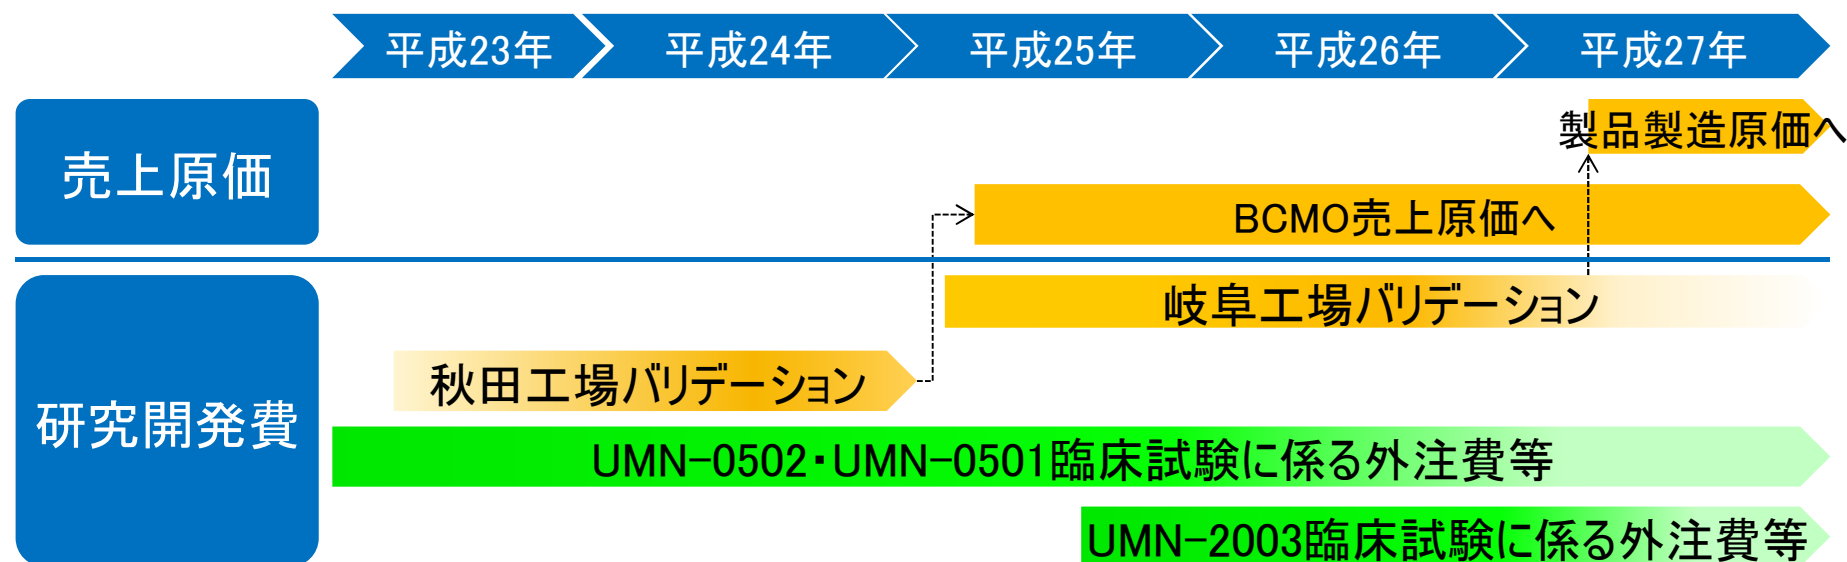 平成23年
平成24年
平成25年
平成26年
平成27年
売上原価
製品製造原価へ
BCMO売上原価へ
研究開発費
岐阜工場バリデーション
秋田工場バリデーション
UMN-0502・UMN-0501臨床試験に係る外注費等
UMN-2003臨床試験に係る外注費等